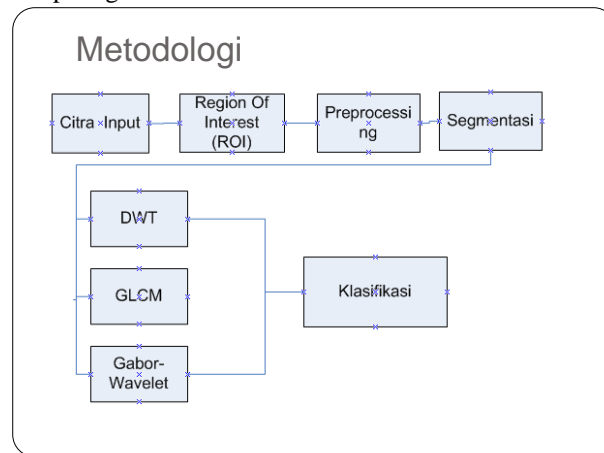 Metodologi
Citra Input
Region Of
Interest
(ROI)
Preprocessi
ng
Segmentasi
DWT
GLCM
Gabor-
Wavelet
Klasifikasi